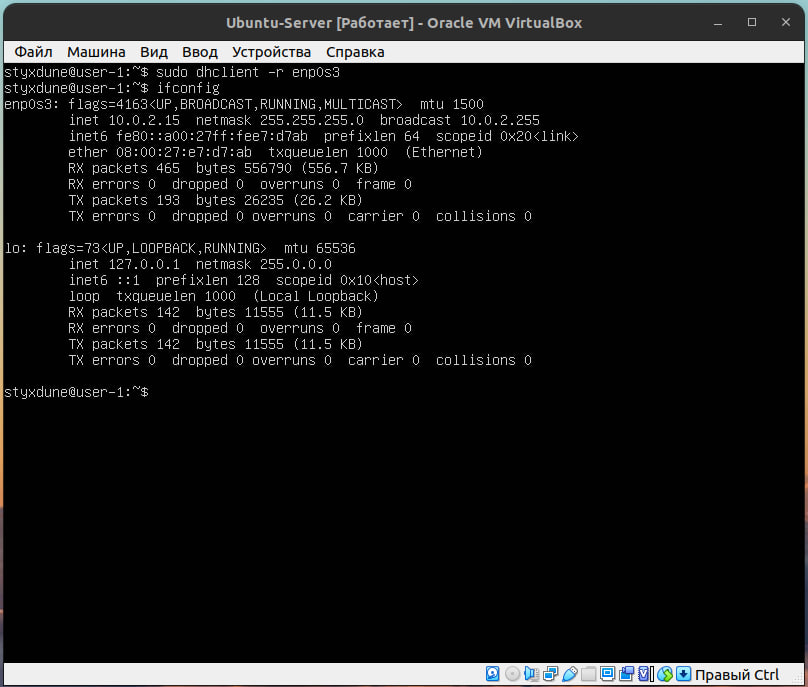 Ubuntu-Server [Работает] - Oracle VM VirtualBox
Файл Машина Вид Ввод Устройства Справка
styxdune@user-1:~$ sudo dhclient -r enp0s3
styxdune@user-1:~$ ifconfig
enp0s3: flags=4163<UP,BROADCAST,RUNNING,MULTICAST>  mtu 1500
        inet 10.0.2.15  netmask 255.255.255.0  broadcast 10.0.2.255
        inet6 fe80::a00:27ff:fee7:d7ab  prefixlen 64  scopeid 0x20<link>
        ether 08:00:27:e7:d7:ab  txqueuelen 1000  (Ethernet)
        RX packets 465  bytes 556790 (556.7 KB)
        RX errors 0  dropped 0  overruns 0  frame 0
        TX packets 193  bytes 26235 (26.2 KB)
        TX errors 0  dropped 0 overruns 0  carrier 0  collisions 0
lo: flags=73<UP,LOOPBACK,RUNNING>  mtu 65536
        inet 127.0.0.1  netmask 255.0.0.0
        inet6 ::1  prefixlen 128  scopeid 0x10<host>
        loop  txqueuelen 1000  (Local Loopback)
        RX packets 142  bytes 11555 (11.5 KB)
        RX errors 0  dropped 0  overruns 0  frame 0
        TX packets 142  bytes 11555 (11.5 KB)
        TX errors 0  dropped 0 overruns 0  carrier 0  collisions 0
styxdune@user-1:~$
Правый Ctrl